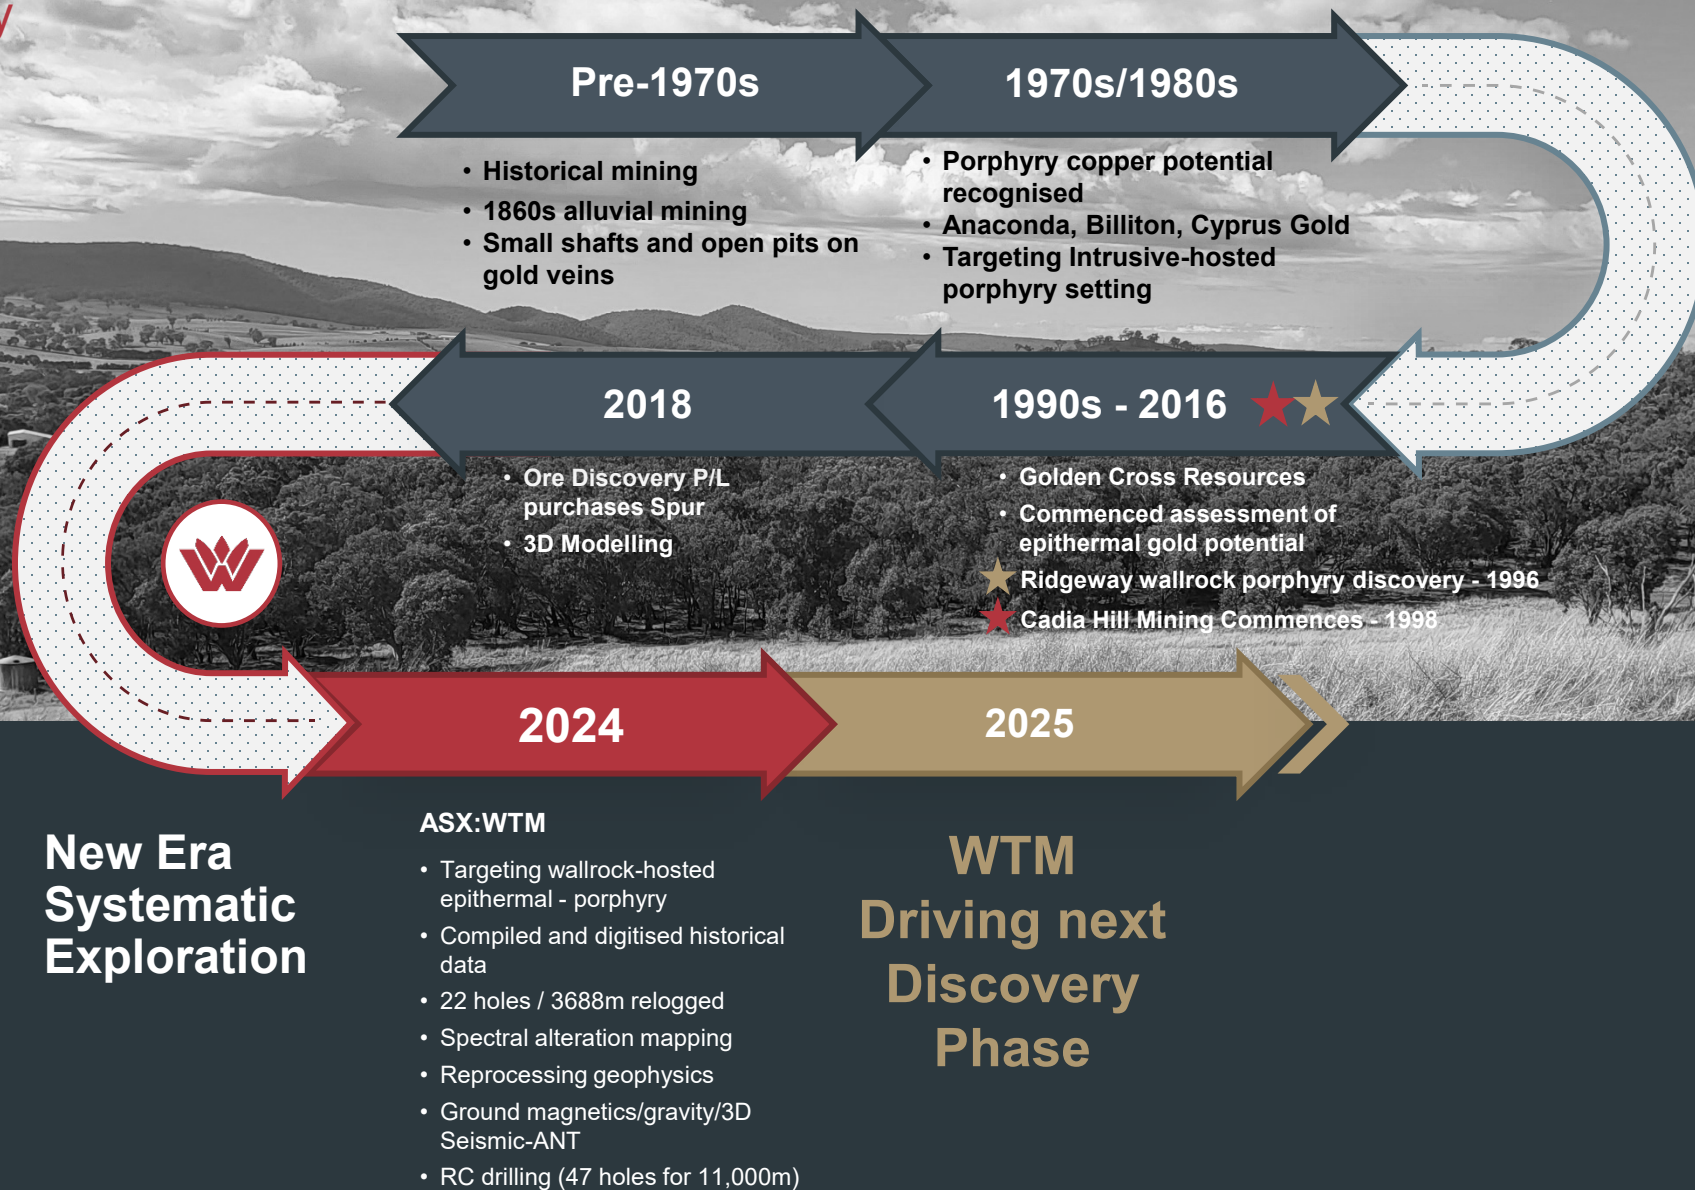 Pre-1970s
• Historical mining
• 1860s alluvial mining
• Small shafts and open pits on
gold veins
1970s/1980s
• Porphyry copper potential
recognised
• Anaconda, Billiton, Cyprus Gold
• Targeting Intrusive-hosted
porphyry setting
1990s - 2016
• Golden Cross Resources
• Commenced assessment of
epithermal gold potential
Ridgeway wallrock porphyry discovery - 1996
Cadia Hill Mining Commences - 1998
2018
• Ore Discovery P/L
purchases Spur
• 3D Modelling
2024
New Era
Systematic
Exploration
ASX:WTM
• Targeting wallrock-hosted
epithermal - porphyry
• Compiled and digitised historical
data
• 22 holes / 3688m relogged
• Spectral alteration mapping
• Reprocessing geophysics
• Ground magnetics/gravity/3D
Seismic-ANT
• RC drilling (47 holes for 11,000m)
2025
WTM
Driving next
Discovery
Phase